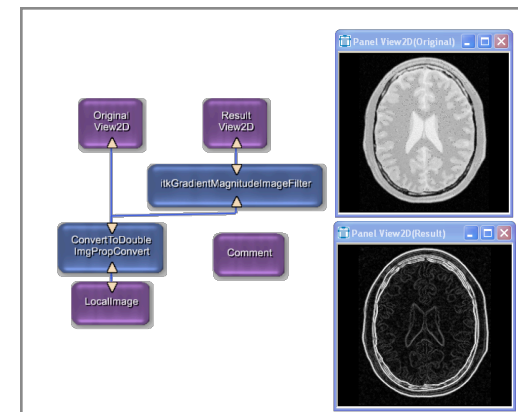 Panel View2D(Original)
Original
View2D
Result
View2D
itkGradientMagnitudeImageFilter
ConvertToDouble
ImgPropConvert
Comment
LocalImage
Panel View2D(Result)